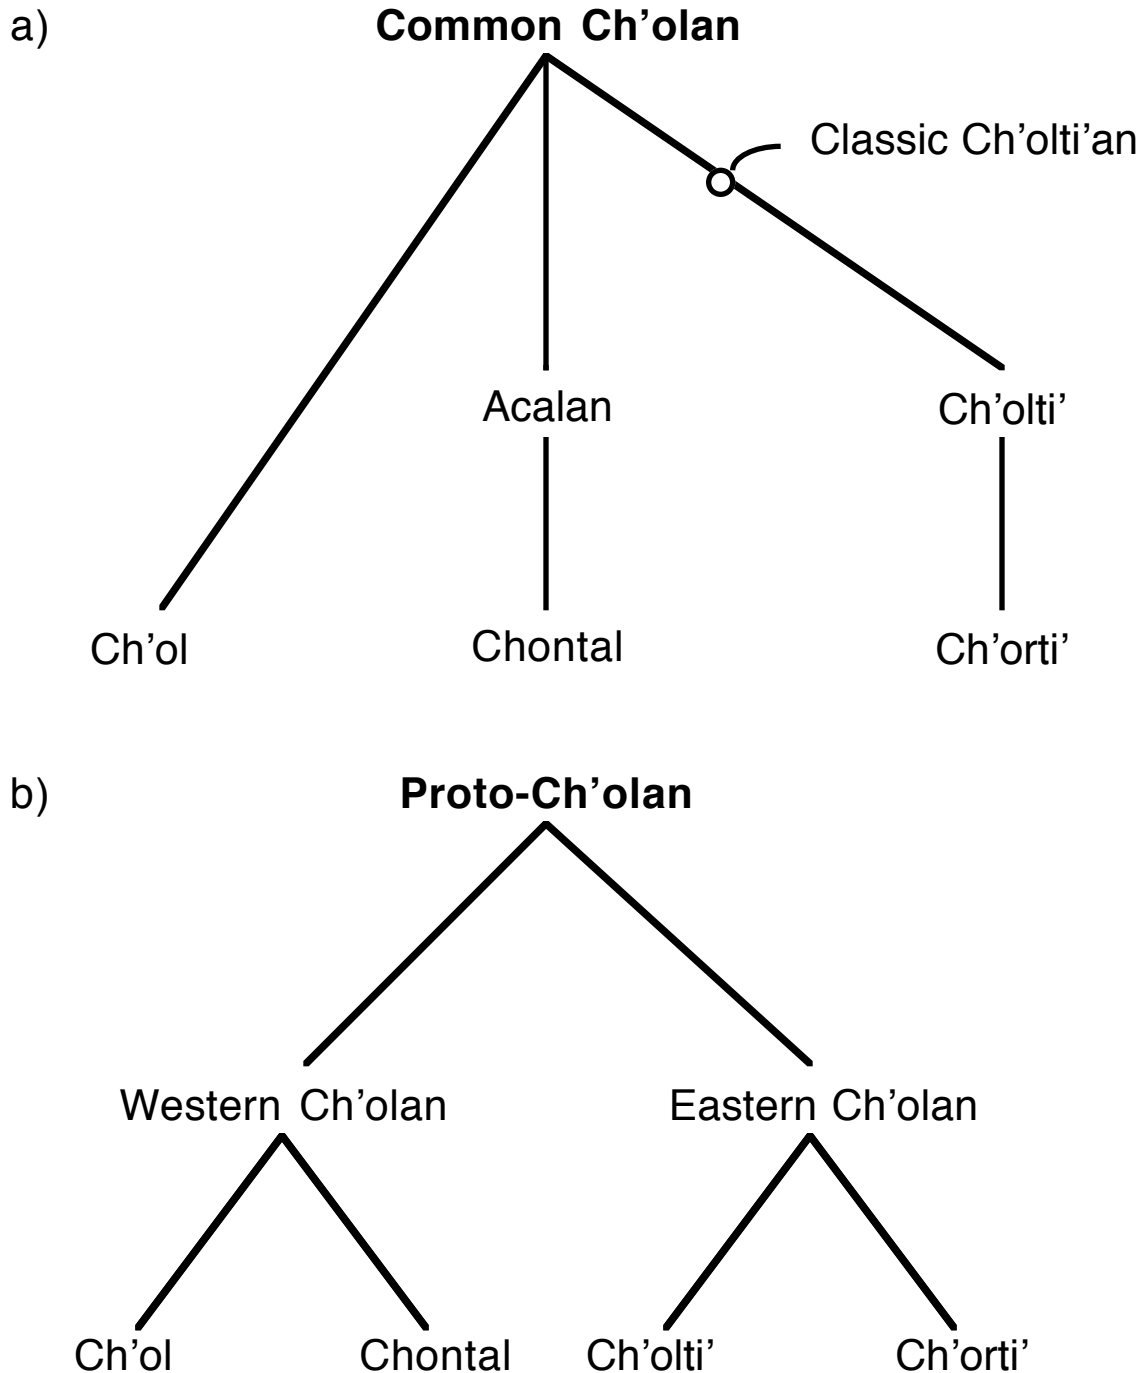 a)
Common Ch’olan
Classic Ch’olti’an
Acalan
Ch’olti’
Ch’ol
Chontal
Ch’orti’
b)
Proto-Ch’olan
Western Ch’olan
Eastern Ch’olan
Ch’ol
Chontal
Ch’olti’
Ch’orti’